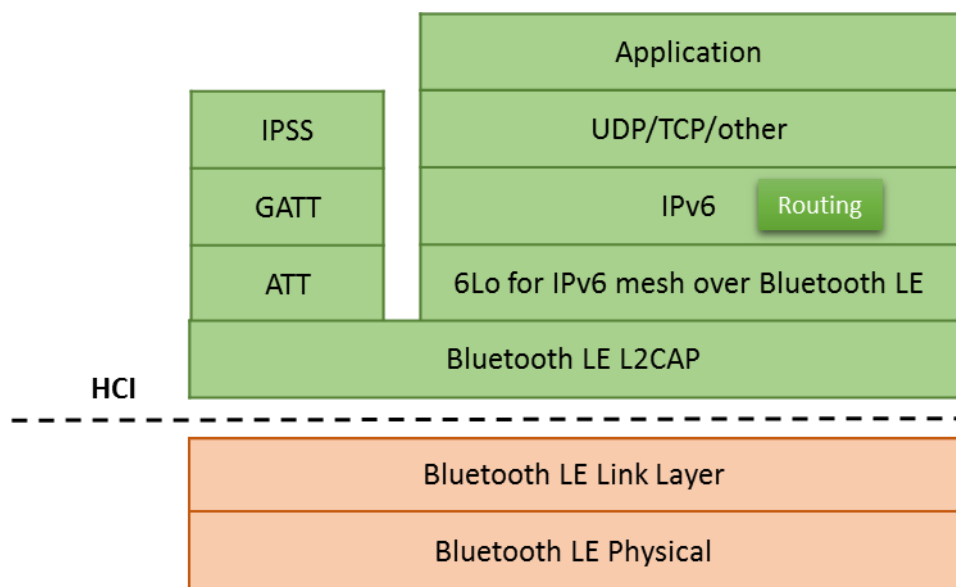 Application
IPSS
UDP/TCP/other
GATT
IPv6
Routing
ATT
6Lo for IPv6 mesh over Bluetooth LE
Bluetooth LE L2CAP
HCI
Bluetooth LE Link Layer
Bluetooth LE Physical